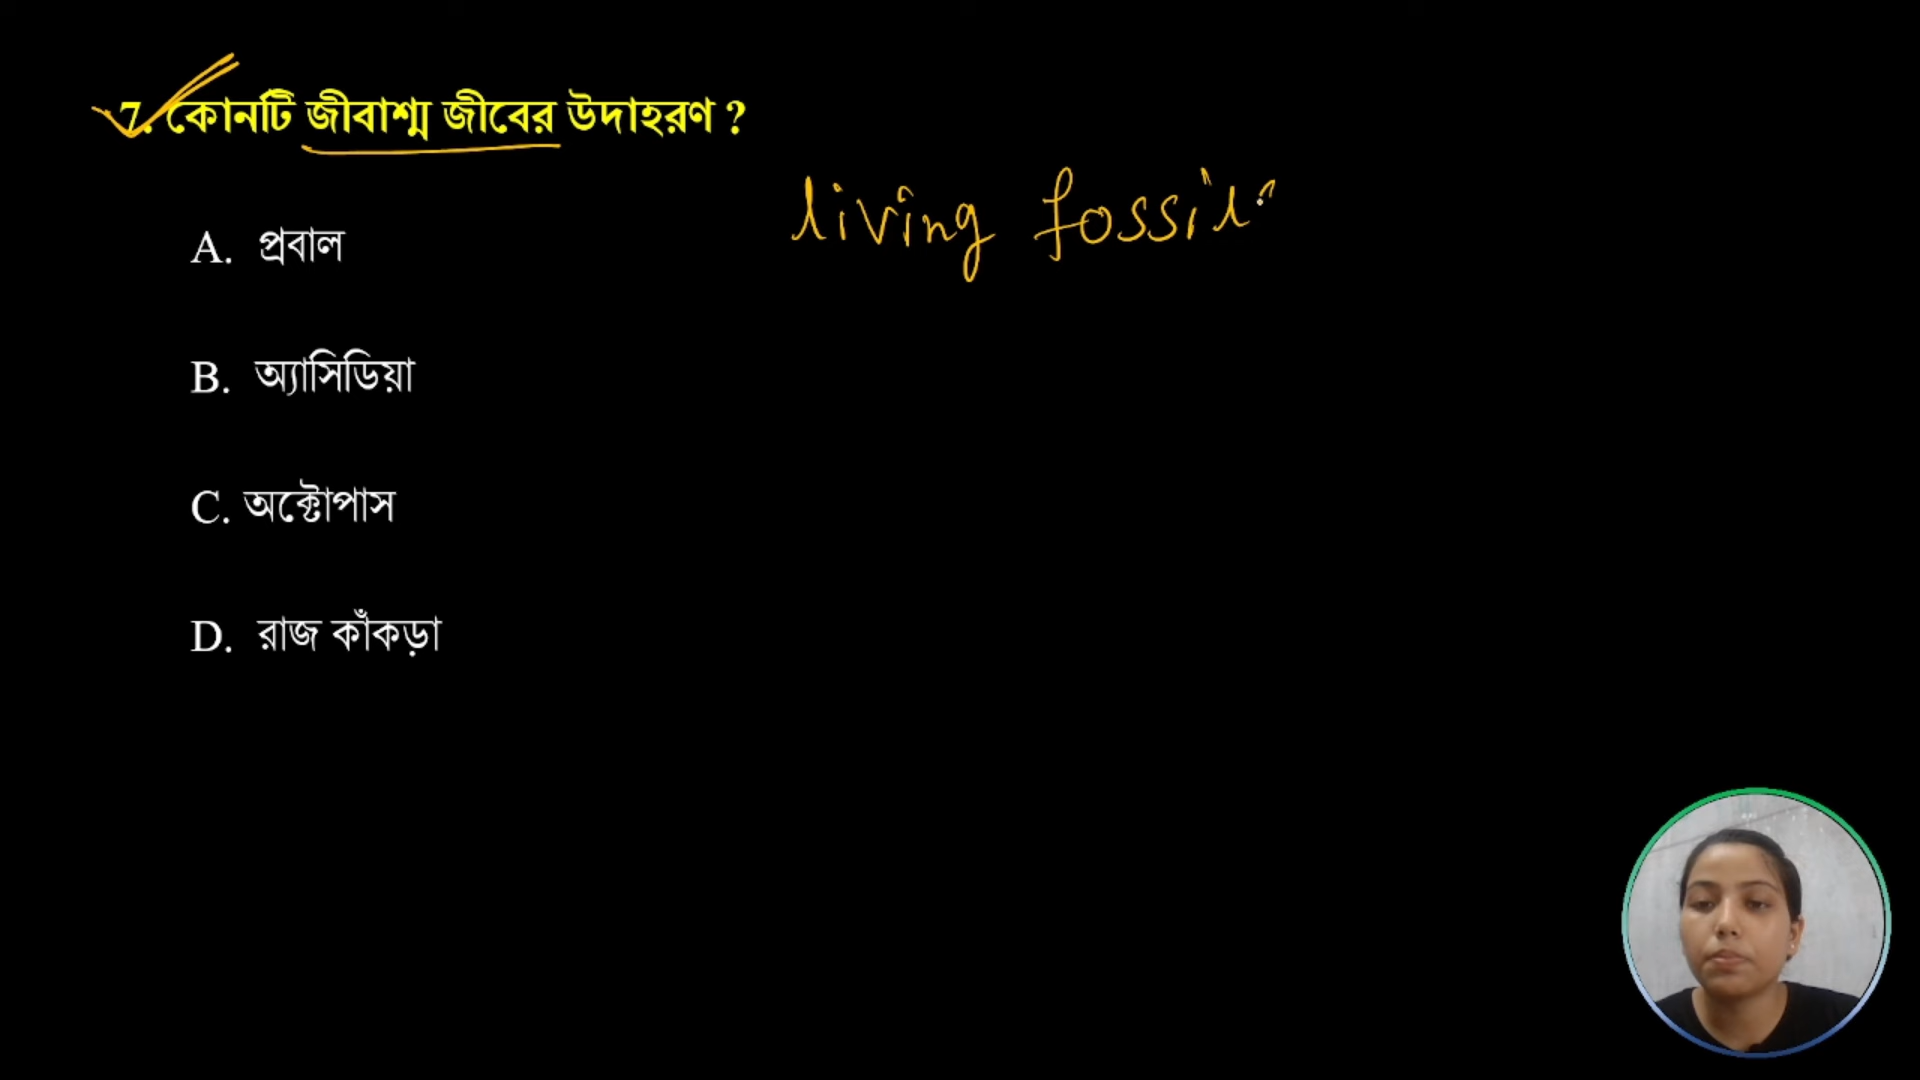 7. কোনটি জীবাশ্ম জীবের উদাহরণ ?
living fossil
A. প্রবাল
B. অ্যাসিডিয়া
C. অক্টোপাস
D. রাজ কাঁকড়া